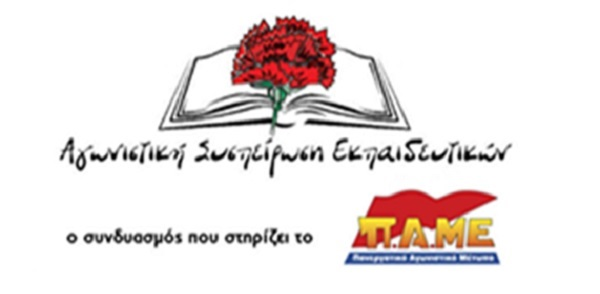 Αγωνιστική Συσπείρωση Εκπαιδευτικών
ο συνδυασμός που στηρίζει το
Π.Α.ΜΕ
Πανεργατικό Αγωνιστικό Μέτωπο